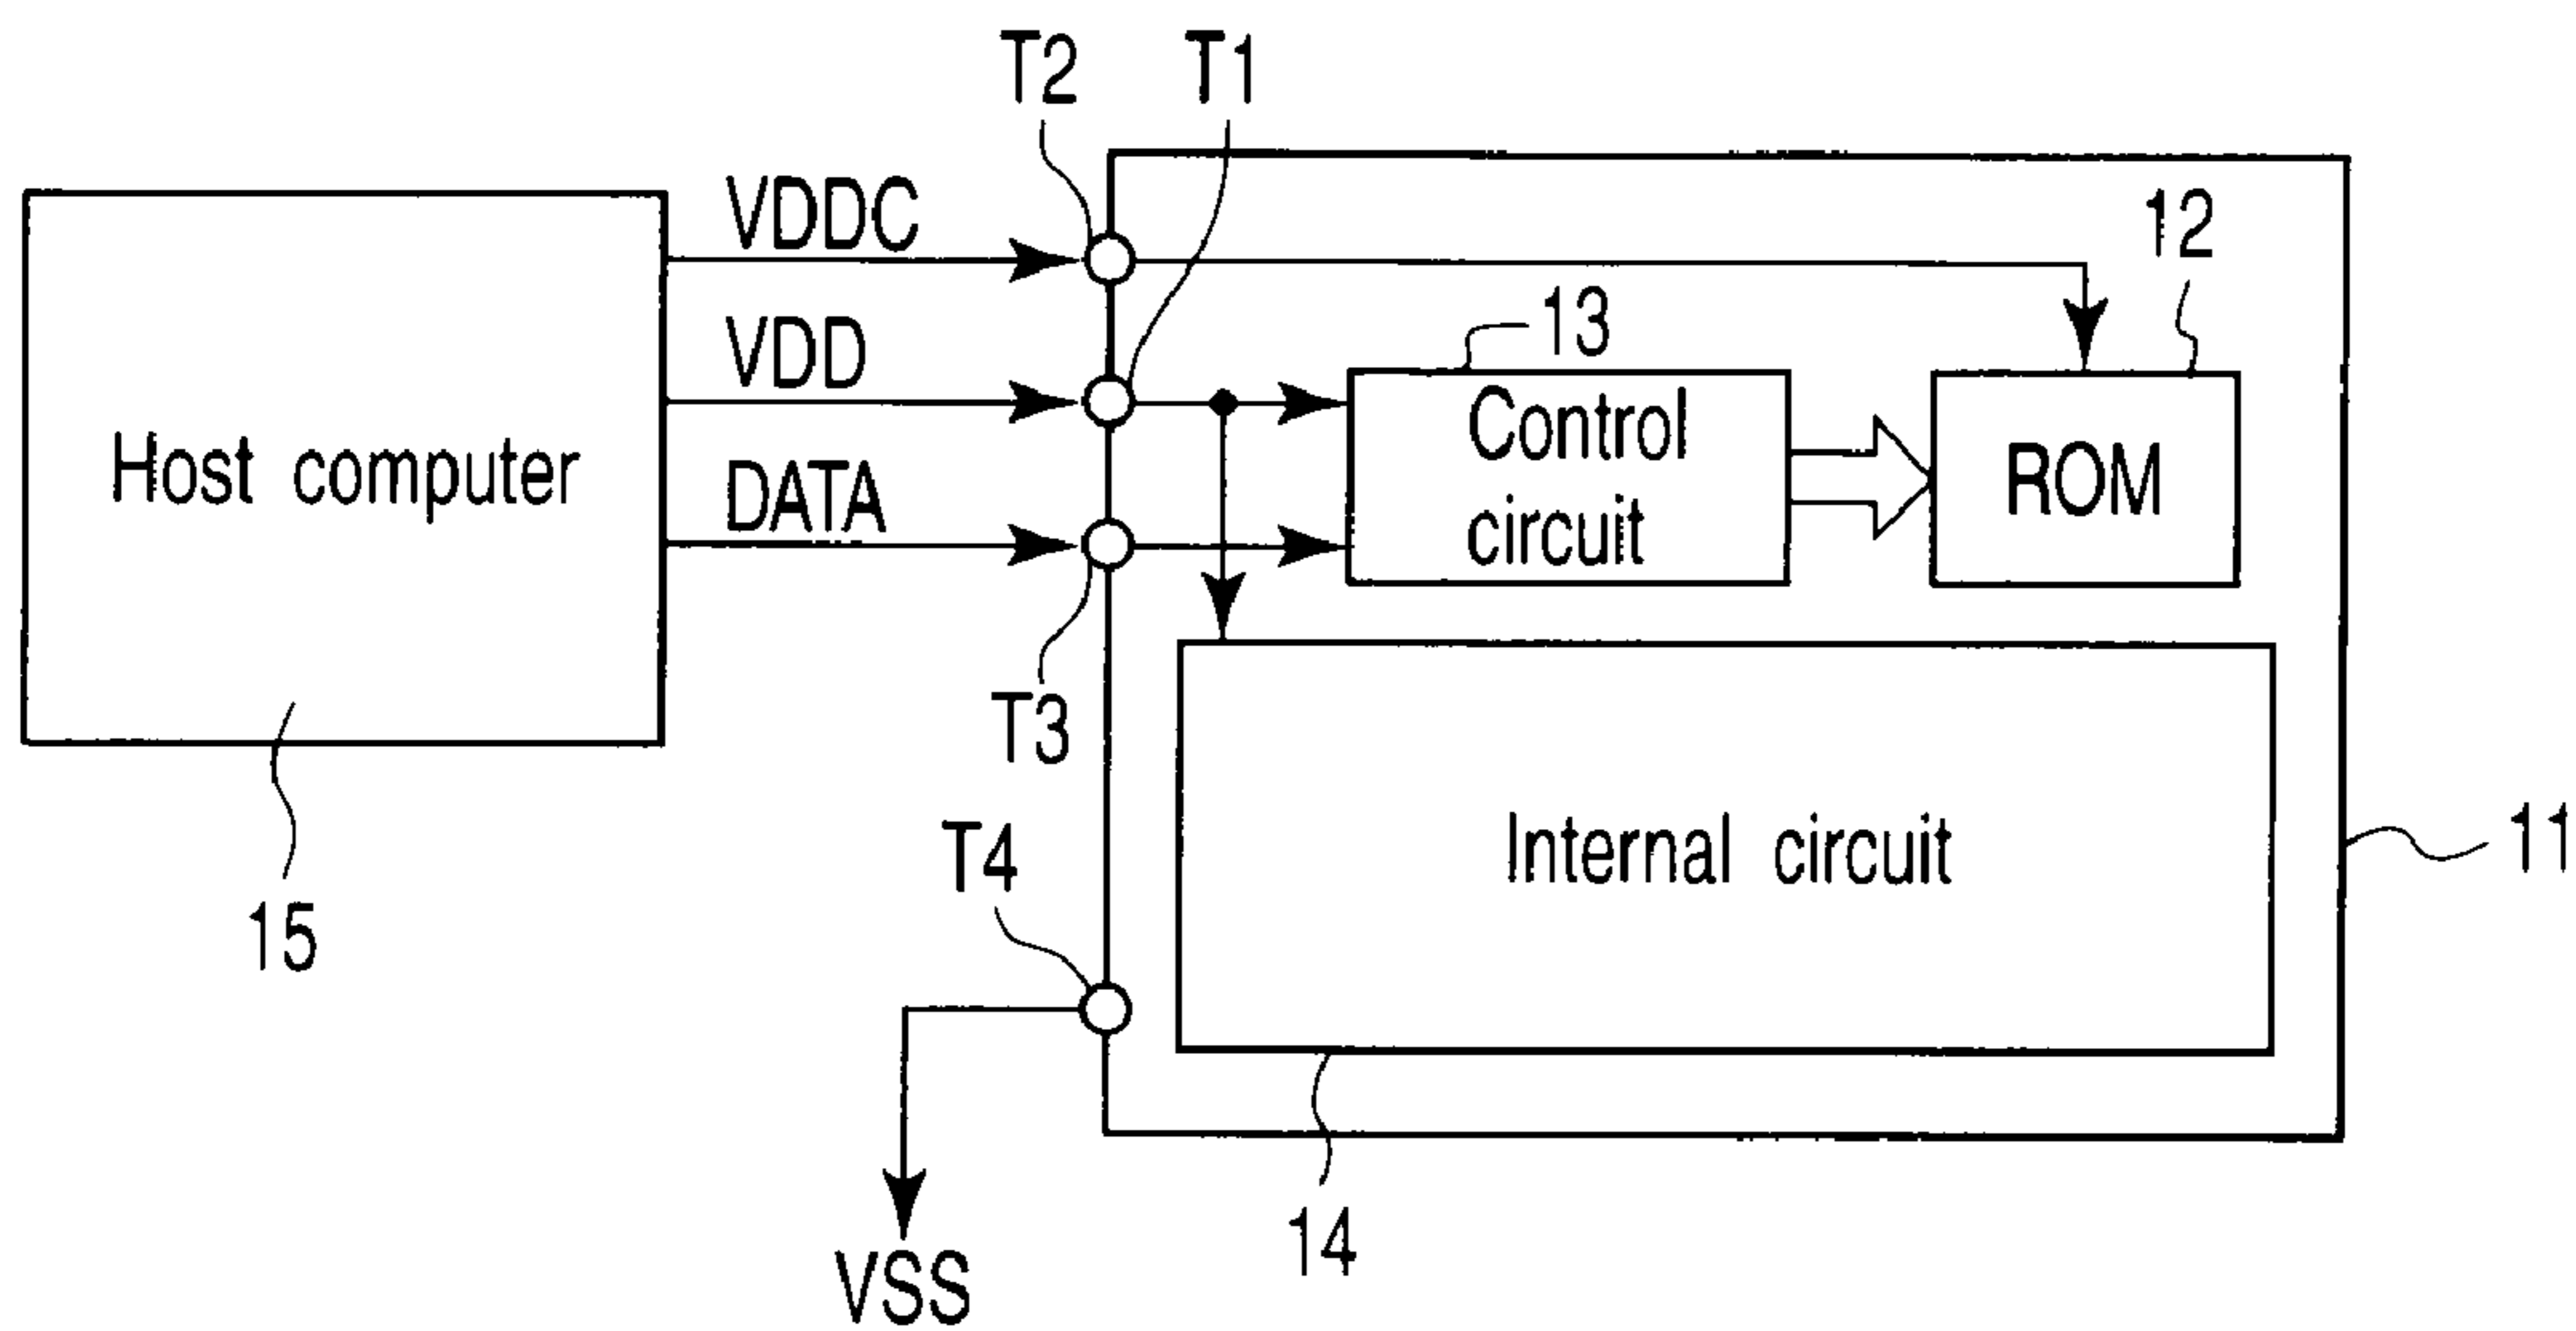 T2
T1
VDDC
12
13
VDD
Control
circuit
ROM
Host computer
DATA
T3
Internal circuit
11
T4
15
14
VSS